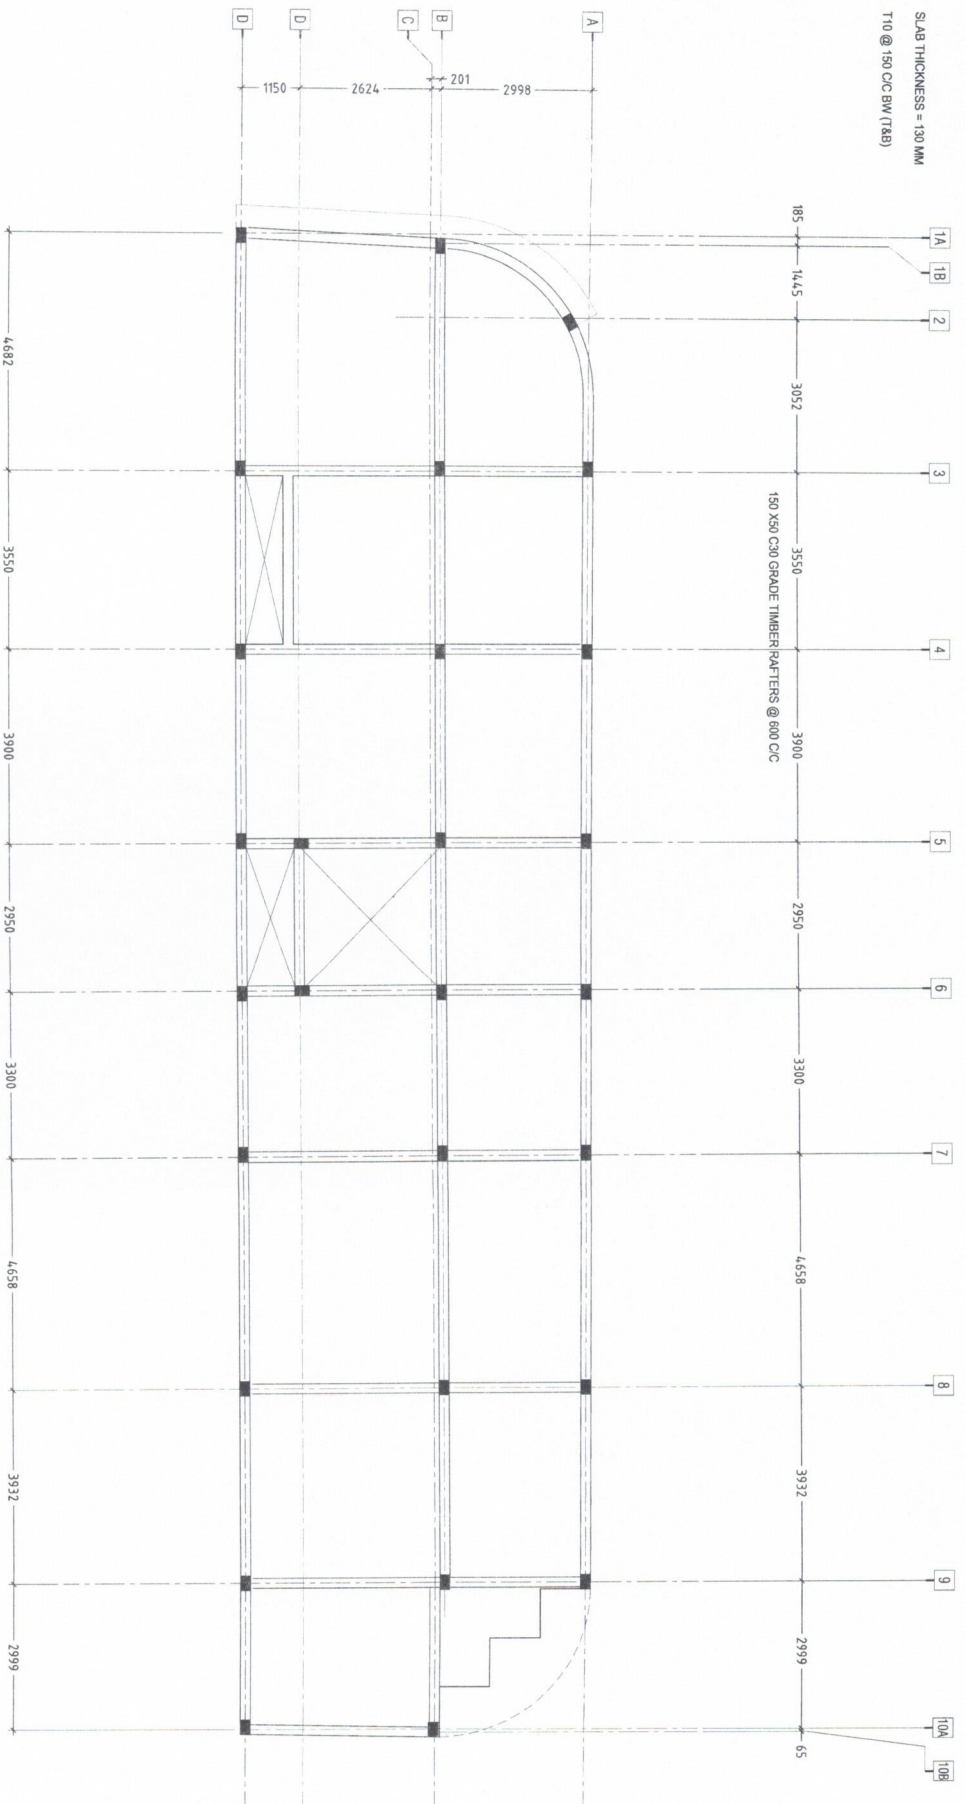 SLAB THICKNESS = 130 MM
T10 @ 150 C/C BW (T&B)
1A
1B
2
3
4
5
6
7
8
9
10A
10B
185
1445
3052
3550
3900
2950
3300
4658
3932
2999
65
150 X50 C30 GRADE TIMBER RAFTERS @ 600 C/C
A
B
C
D
D
2998
201
2624
1150
4682
3550
3900
2950
3300
4658
3932
2999